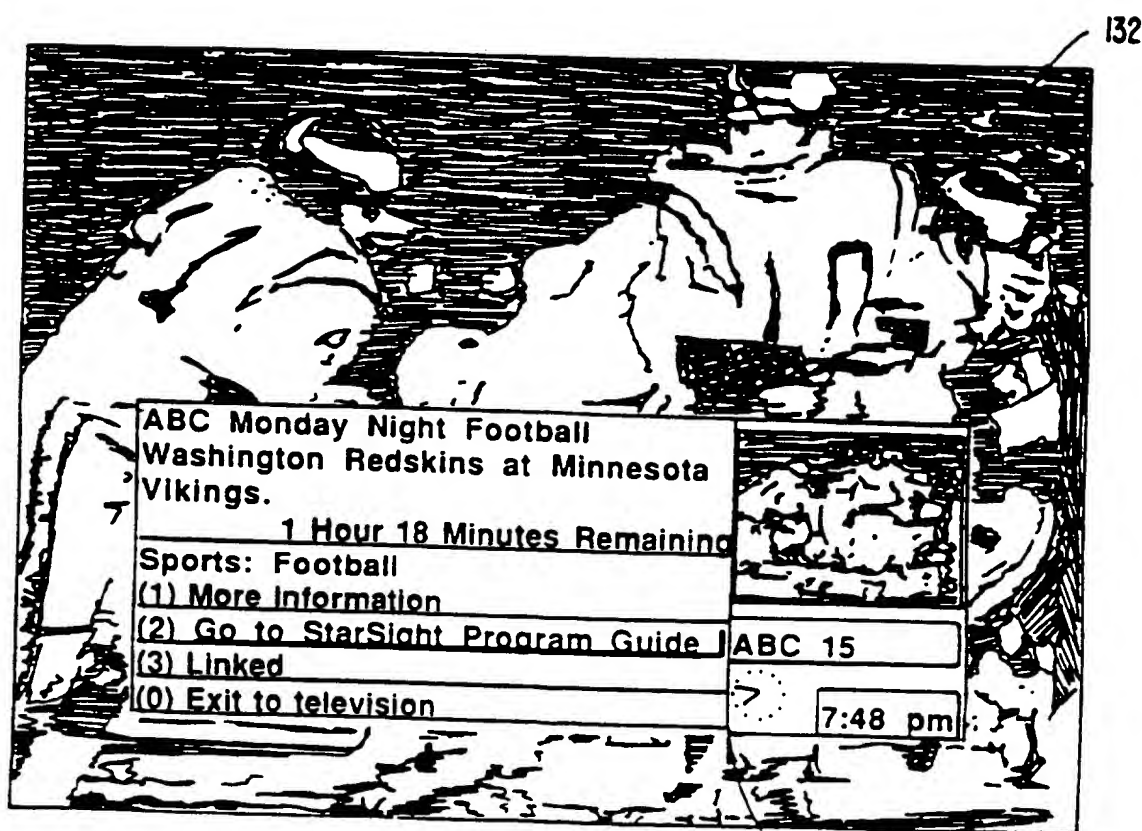 132
ABC Monday Night Football
Washington Redskins at Minnesota
Vikings.
1 Hour 18 Minutes Remaining
Sports: Football
(1) More Information
(2) Go to StarSight Program Guide
ABC 15
(3) Linked
(0) Exit to television
7:48 pm